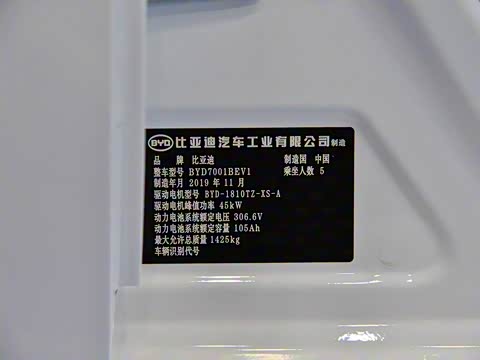 BYD 比亚迪汽车工业有限公司 制造
品 牌 比亚迪 制造国 中国
整车型号 BYD7001BEV1 乘坐人数 5
制造年月 2019 年 11 月
驱动电机型号 BYD-1810TZ-XS-A
驱动电机峰值功率 45kW
动力电池系统额定电压 306.6V
动力电池系统额定容量 105Ah
最大允许总质量 1425kg
车辆识别代号